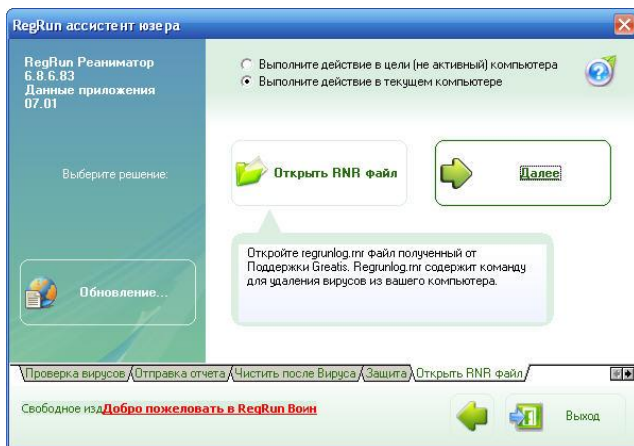 RegRun ассистент юзера
RegRun Реаниматор
6.8.6.83
Данные приложения
07.01
Выполните действие в цели (не активный) компьютера
Выполните действие в текущем компьютере
Выберите решение:
Открыть RNR файл
Далее
Откройте regrunlog.rnr файл полученный от
Поддержки Greatis. Regrunlog.rnr содержит команду
для удаления вирусов из вашего компьютера.
Обновление...
Проверка вирусов
Отправка отчета
Чистить после Вируса
Защита
Открыть RNR файл
Свободное изд
Добро пожеловать в RegRun Воин
Выход